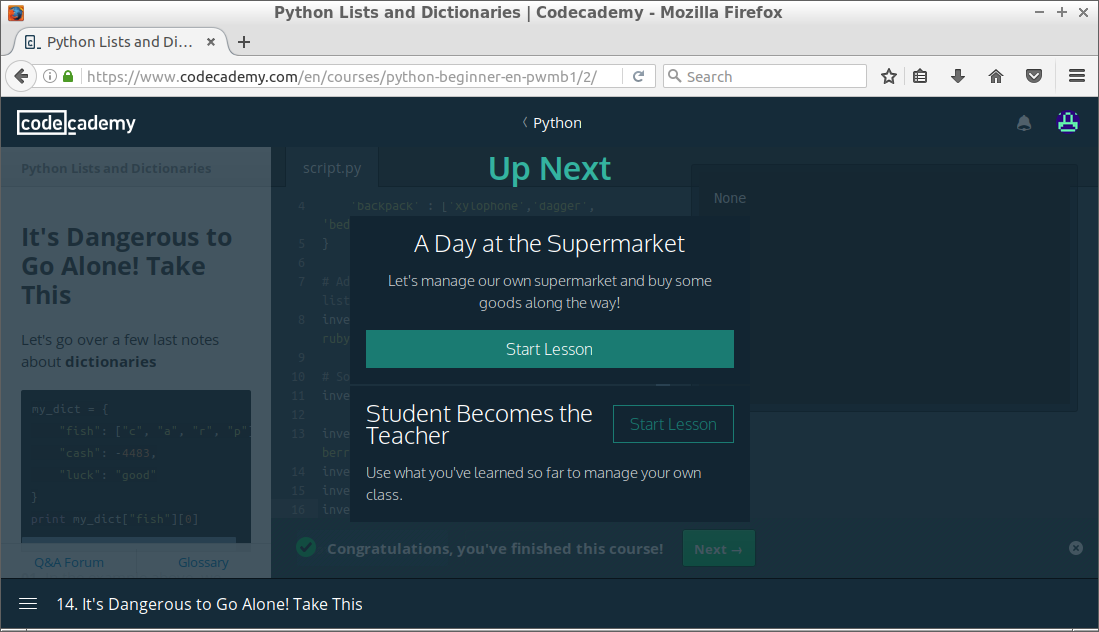 Python Lists and Dictionaries | Codecademy - Mozilla Firefox
Python Lists and Di...
https://www.codecademy.com/en/courses/python-beginner-en-pwmb1/2/
Search
codecademy
Python
Python Lists and Dictionaries
script.py
Up Next
It's Dangerous to
Go Alone! Take
This
Let's go over a few last notes
about dictionaries
my_dict = {
"fish": ["c", "a", "r", "p"]
"cash": -4483,
"luck": "good"
}
print my_dict["fish"][0]
Q&A Forum
Glossary
4 'backpack' : ['xylophone','dagger',
'bed
5 }
6
7 # Ad
list
8 inve
ruby
9
10 # So
11 inve
12
13 inve
berr
14 inve
15 inve
16 inve
None
A Day at the Supermarket
Let's manage our own supermarket and buy some
goods along the way!
Start Lesson
Student Becomes the
Teacher
Start Lesson
Use what you've learned so far to manage your own
class.
Congratulations, you've finished this course!
Next →
14. It's Dangerous to Go Alone! Take This